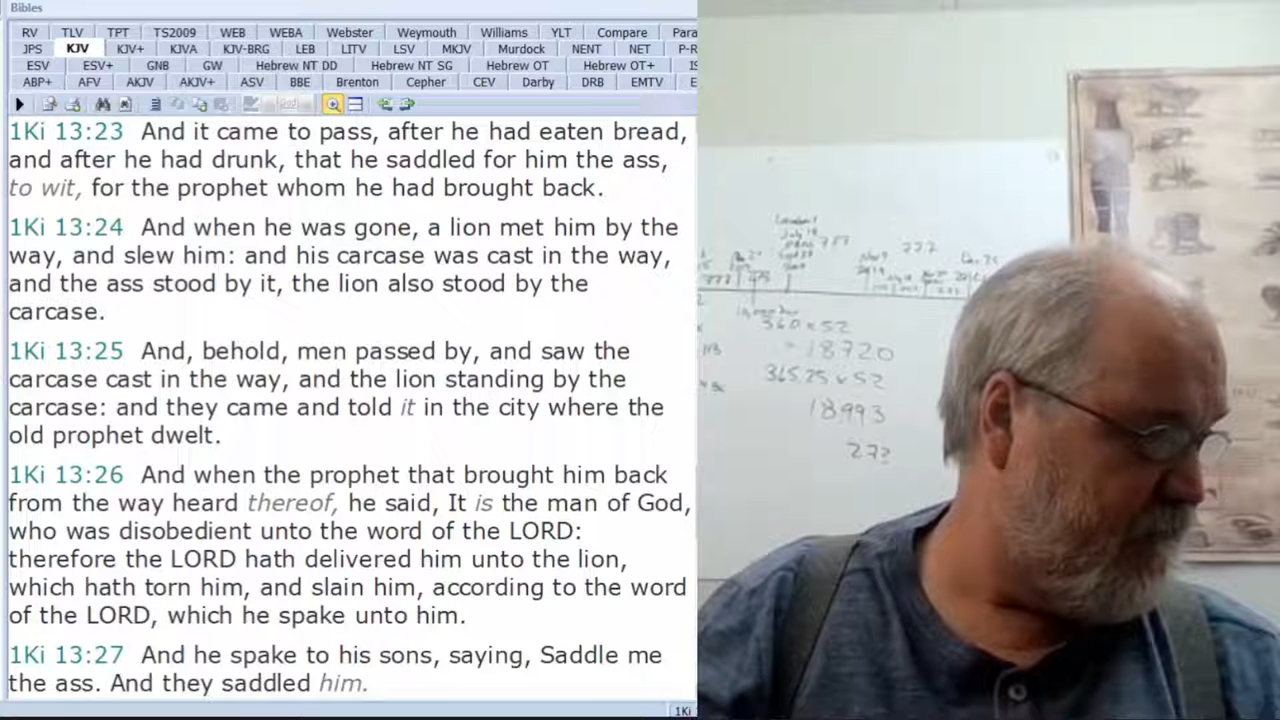 Bibles
RV TLV TPT TS2009 WEB WEBA Webster Weymouth Williams YLT Compare Para
JPS KJV KJV+ KJVA KJV-BRG LEB LITV LSV MKJV Murdock NENT NET P-R
ESV ESV+ GNB GW Hebrew NT DD Hebrew NT SG Hebrew OT Hebrew OT+ IS
ABP+ AFV AKJV AKJV+ ASV BBE Brenton Cepher CEV Darby DRB EMTV E
1Ki 13:23 And it came to pass, after he had eaten bread,
and after he had drunk, that he saddled for him the ass,
to wit, for the prophet whom he had brought back.
1Ki 13:24 And when he was gone, a lion met him by the
way, and slew him: and his carcase was cast in the way,
and the ass stood by it, the lion also stood by the
carcase.
1Ki 13:25 And, behold, men passed by, and saw the
carcase cast in the way, and the lion standing by the
carcase: and they came and told it in the city where the
old prophet dwelt.
1Ki 13:26 And when the prophet that brought him back
from the way heard thereof, he said, It is the man of God,
who was disobedient unto the word of the LORD:
therefore the LORD hath delivered him unto the lion,
which hath torn him, and slain him, according to the word
of the LORD, which he spake unto him.
1Ki 13:27 And he spake to his sons, saying, Saddle me
the ass. And they saddled him.
1Ki
July 18
777
Nov 9
2019
360 x 52
= 18720
365.25 x 52
18993
273